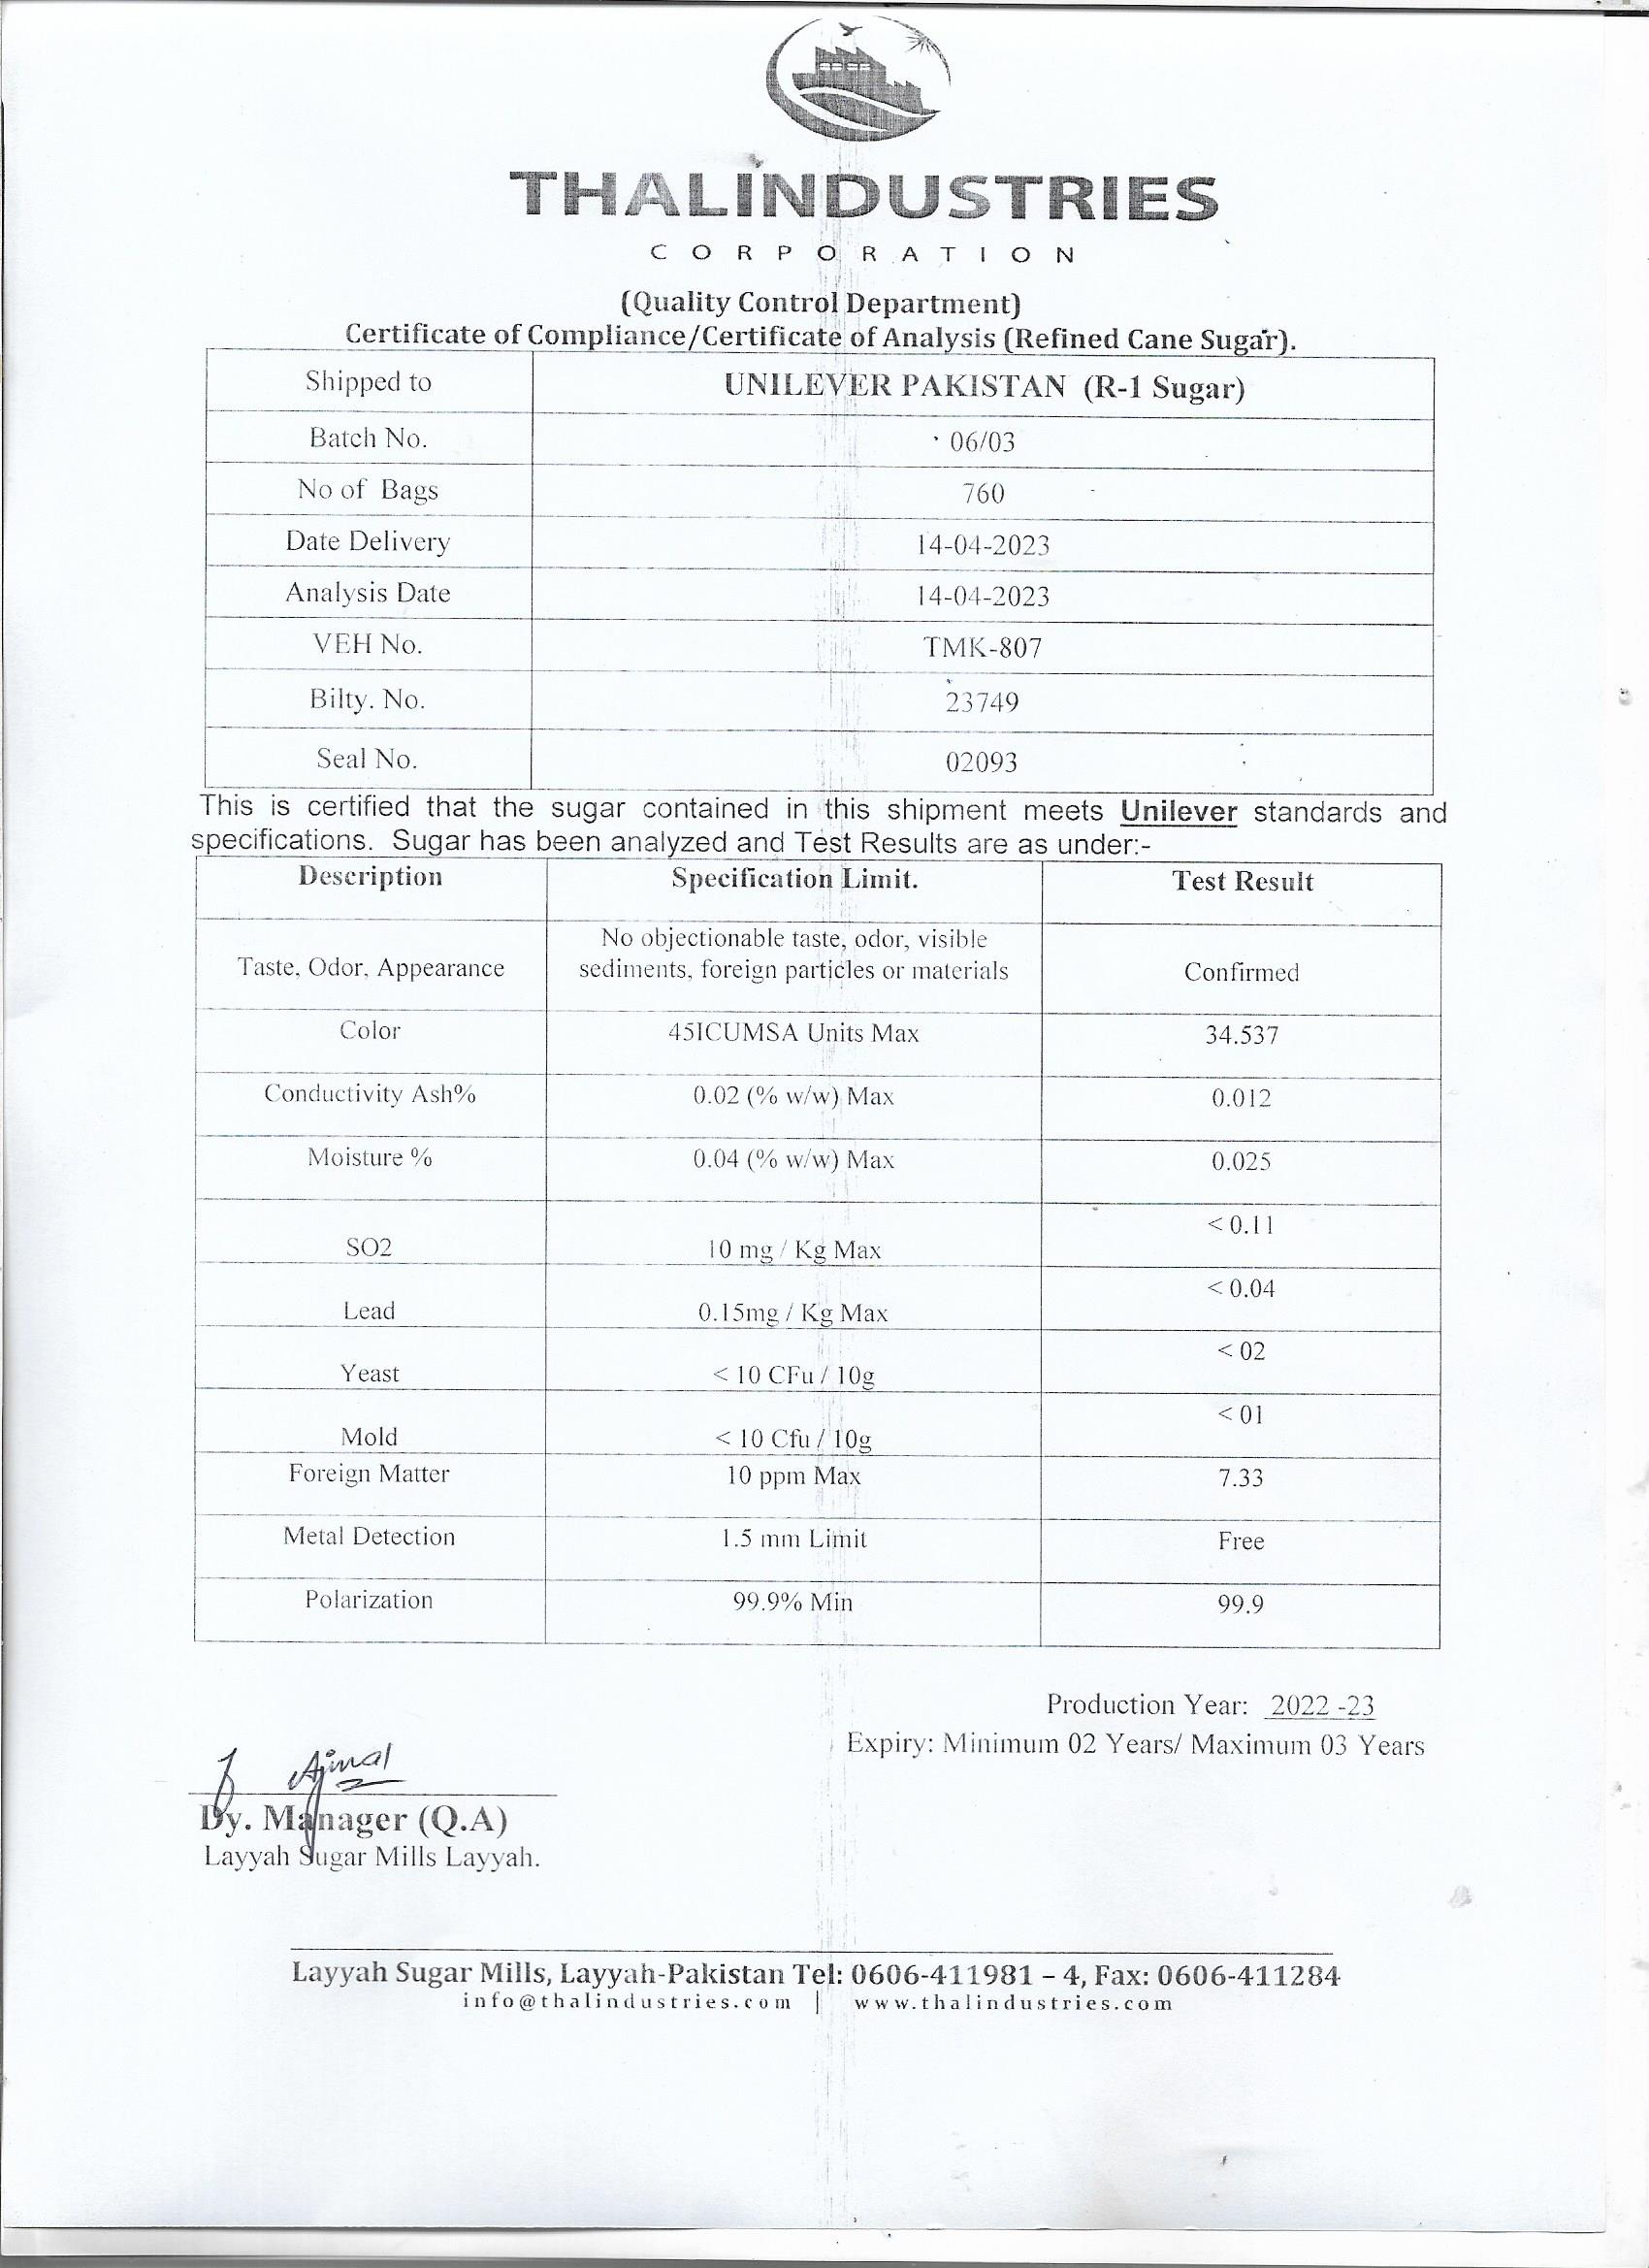 THALINDUSTRIES
CORPORATION
(Quality Control Department)
Certificate of Compliance/Certificate of Analysis (Refined Cane Sugar).
Shipped to UNILEVER PAKISTAN (R-1 Sugar)
Batch No. 06/03
No of Bags 760
Date Delivery 14-04-2023
Analysis Date 14-04-2023
VEH No. TMK-807
Bilty. No. 23749
Seal No. 02093
This is certified that the sugar contained in this shipment meets Unilever standards and
specifications. Sugar has been analyzed and Test Results are as under:-
Description Specification Limit. Test Result
No objectionable taste, odor, visible
Taste, Odor, Appearance sediments, foreign particles or materials Confirmed
Color 45ICUMSA Units Max 34.537
Conductivity Ash% 0.02 (% w/w) Max 0.012
Moisture % 0.04 (% w/w) Max 0.025
SO2 10 mg / Kg Max < 0.11
Lead 0.15mg / Kg Max < 0.04
Yeast < 10 CFu / 10g < 02
Mold < 10 Cfu / 10g < 01
Foreign Matter 10 ppm Max 7.33
Metal Detection 1.5 mm Limit Free
Polarization 99.9% Min 99.9
Production Year: 2022 -23
Expiry: Minimum 02 Years/ Maximum 03 Years
Ajmal
Dy. Manager (Q.A)
Layyah Sugar Mills Layyah.
Layyah Sugar Mills, Layyah-Pakistan Tel: 0606-411981 – 4, Fax: 0606-411284
info@thalindustries.com | www.thalindustries.com